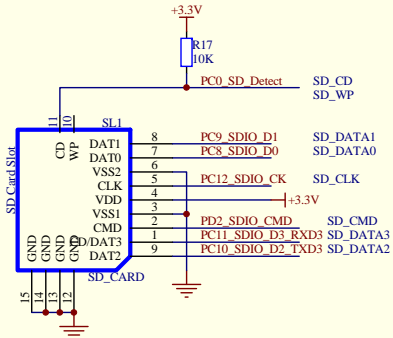 +3.3V
R17
10K
PC0_SD_Detect SD_CD
SD_WP
11 10 SL1
SD Card Slot
CD WP
DAT1 8 PC9_SDIO_D1 SD_DATA1
DAT0 7 PC8_SDIO_D0 SD_DATA0
VSS2 6
CLK 5 PC12_SDIO_CK SD_CLK
VDD 4 +3.3V
VSS1 3
CMD 2 PD2_SDIO_CMD SD_CMD
CD/DAT3 1 PC11_SDIO_D3_RXD3 SD_DATA3
DAT2 9 PC10_SDIO_D2_TXD3 SD_DATA2
GND GND GND GND
SD_CARD
15 14 13 12